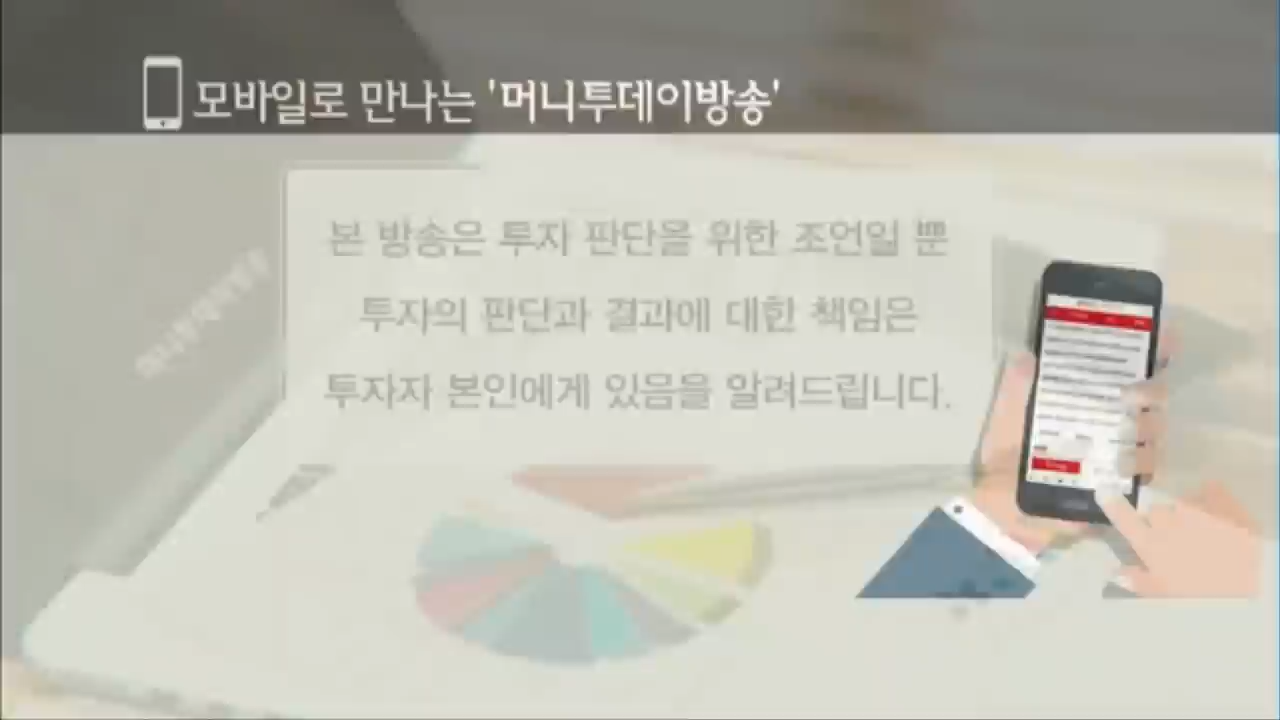 모바일로 만나는 '머니투데이방송'
본 방송은 투자 판단을 위한 조언일 뿐
투자의 판단과 결과에 대한 책임은
투자자 본인에게 있음을 알려드립니다.